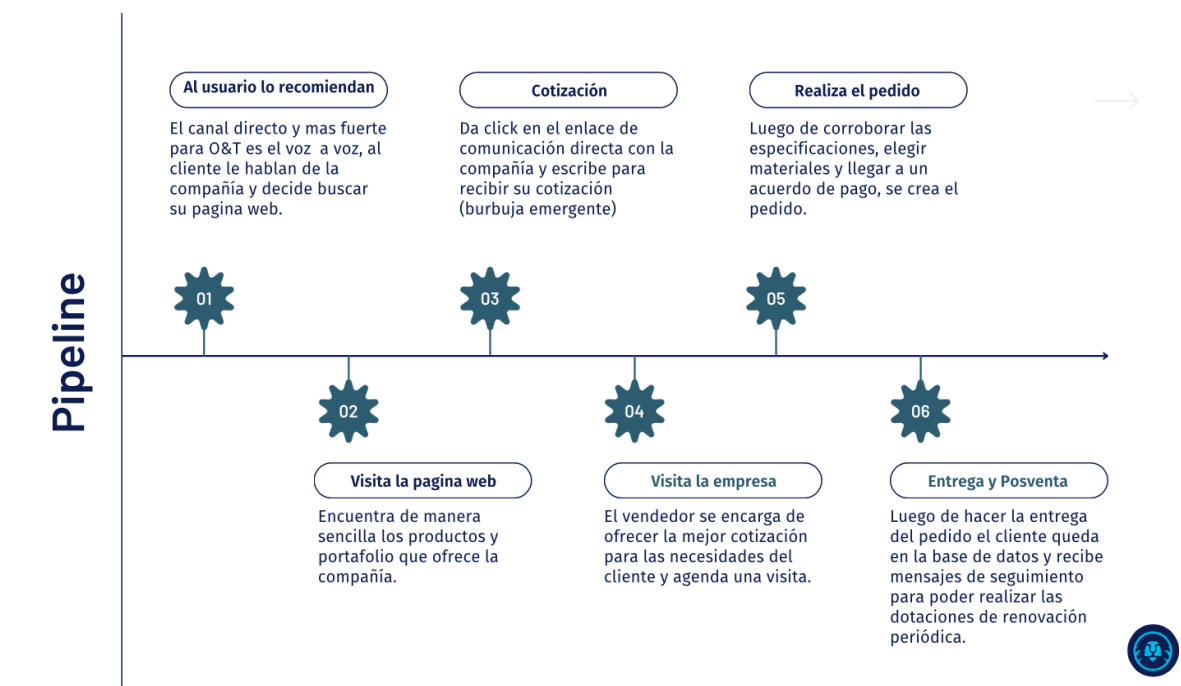 Pipeline
Al usuario lo recomiendan
El canal directo y mas fuerte
para O&T es el voz a voz, al
cliente le hablan de la
compañía y decide buscar
su pagina web.
01
02
Visita la pagina web
Encuentra de manera
sencilla los productos y
portafolio que ofrece la
compañía.
Cotización
Da click en el enlace de
comunicación directa con la
compañía y escribe para
recibir su cotización
(burbuja emergente)
03
04
Visita la empresa
El vendedor se encarga de
ofrecer la mejor cotización
para las necesidades del
cliente y agenda una visita.
Realiza el pedido
Luego de corroborar las
especificaciones, elegir
materiales y llegar a un
acuerdo de pago, se crea el
pedido.
05
06
Entrega y Posventa
Luego de hacer la entrega
del pedido el cliente queda
en la base de datos y recibe
mensajes de seguimiento
para poder realizar las
dotaciones de renovación
periódica.